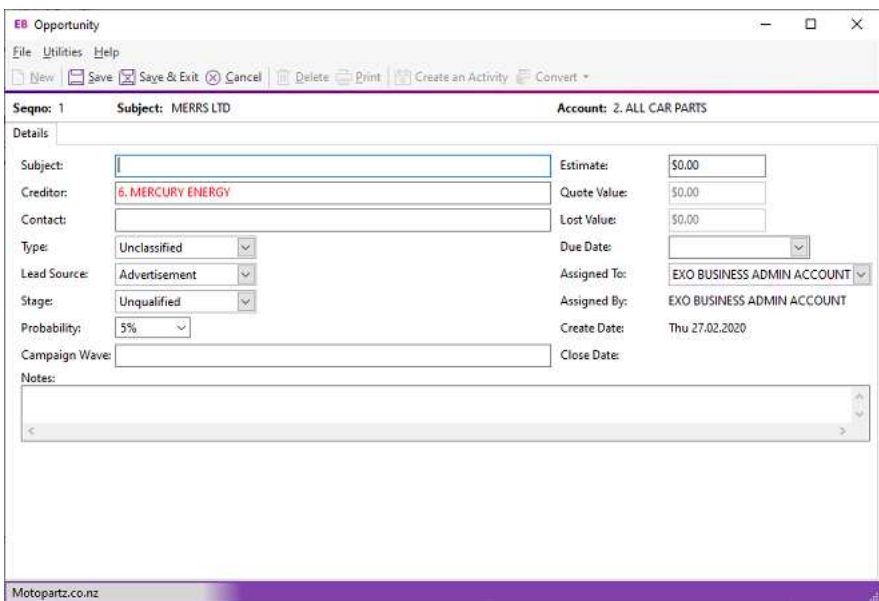 EB Opportunity
File Utilities Help
New Save Save & Exit Cancel Delete Print Create an Activity Convert
Seqno: 1 Subject: MERRS LTD Account: 2. ALL CAR PARTS
Details
Subject: Estimate: $0.00
Creditor: 6. MERCURY ENERGY Quote Value: $0.00
Contact: Lost Value: $0.00
Type: Unclassified Due Date:
Lead Source: Advertisement Assigned To: EXO BUSINESS ADMIN ACCOUNT
Stage: Unqualified Assigned By: EXO BUSINESS ADMIN ACCOUNT
Probability: 5% Create Date: Thu 27.02.2020
Campaign Wave: Close Date:
Notes:
Motopartz.co.nz